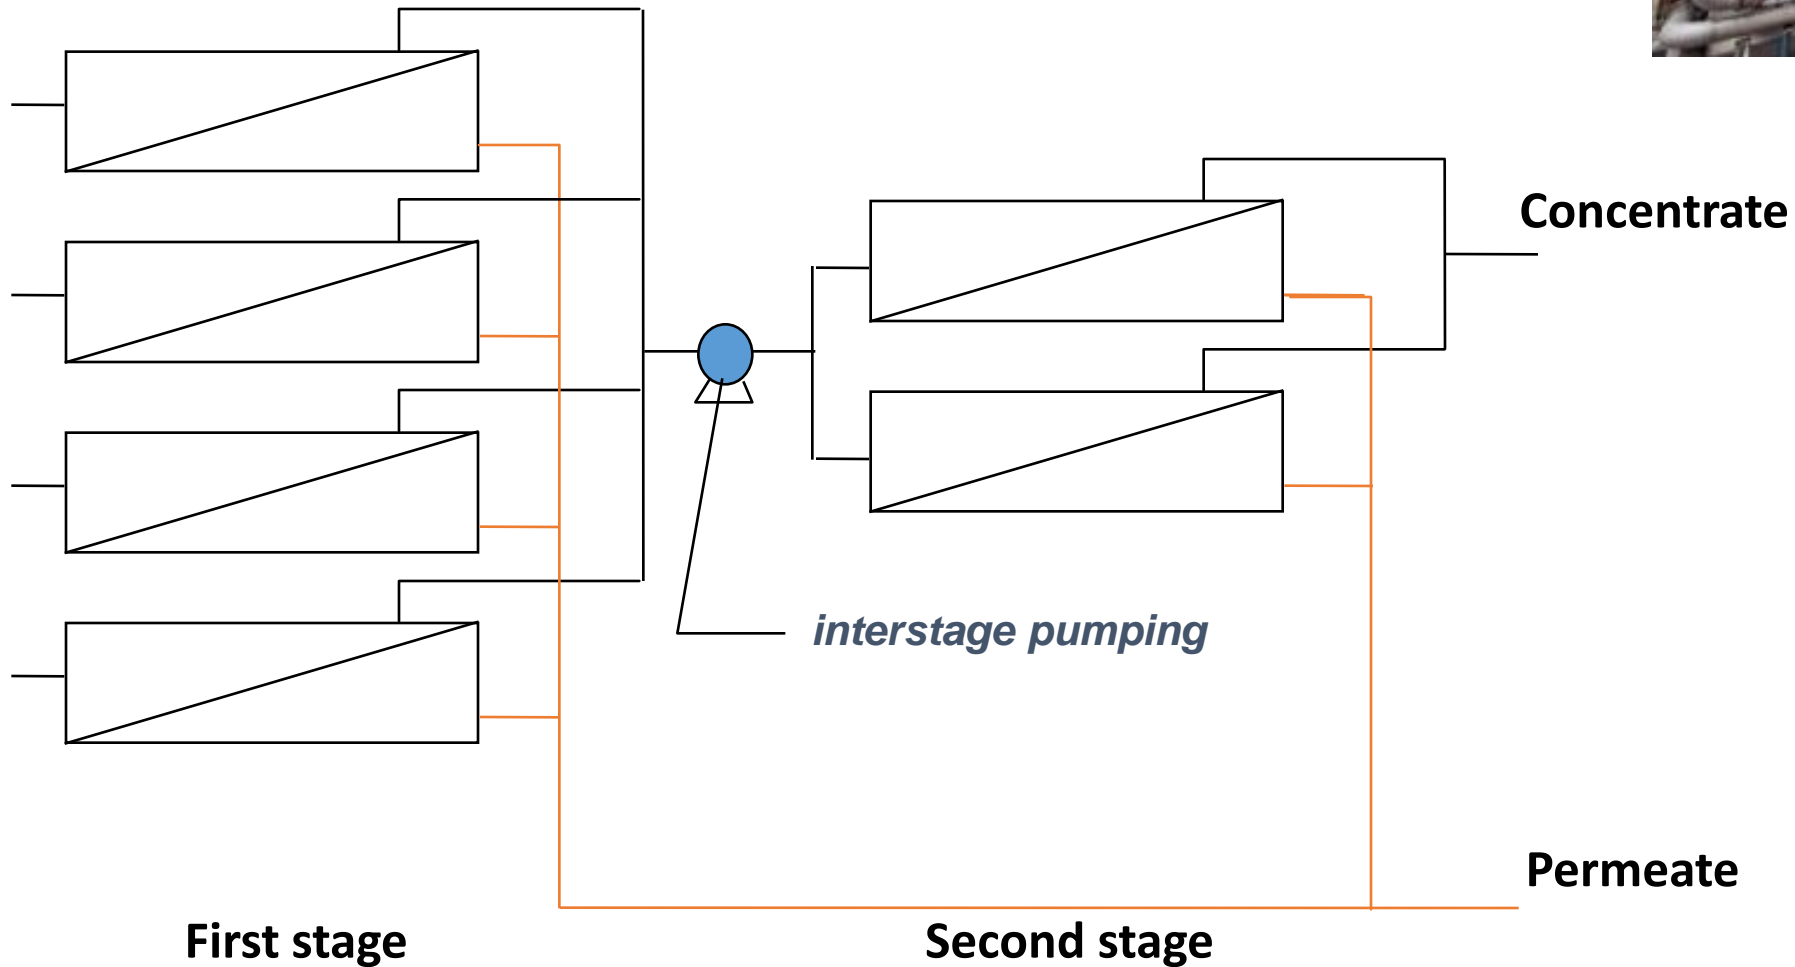 Concentrate
interstage pumping
Permeate
First stage
Second stage